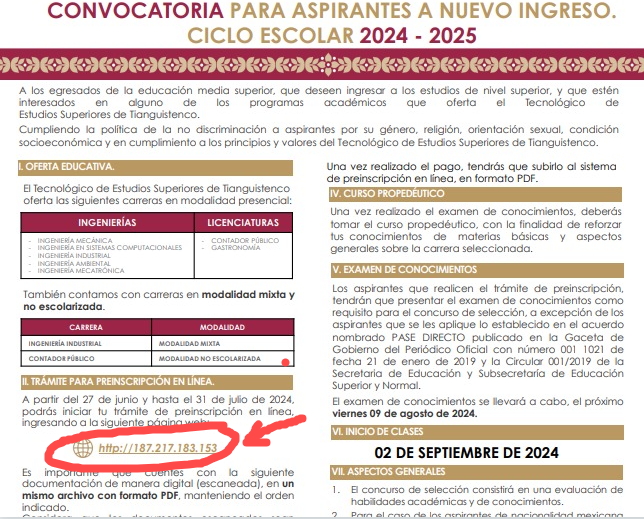 CONVOCATORIA PARA ASPIRANTES A NUEVO INGRESO.
CICLO ESCOLAR 2024 - 2025
A los egresados de la educación media superior, que deseen ingresar a los estudios de nivel superior, y que estén
interesados en alguno de los programas académicos que oferta el Tecnológico de
Estudios Superiores de Tianguistenco.
Cumpliendo la política de la no discriminación a aspirantes por su género, religión, orientación sexual, condición
socioeconómica y en cumplimiento a los principios y valores del Tecnológico de Estudios Superiores de Tianguistenco.
I. OFERTA EDUCATIVA.
El Tecnológico de Estudios Superiores de Tianguistenco
oferta las siguientes carreras en modalidad presencial:
INGENIERÍAS LICENCIATURAS
- INGENIERÍA MECÁNICA - CONTADOR PÚBLICO
- INGENIERÍA EN SISTEMAS COMPUTACIONALES - GASTRONOMÍA
- INGENIERÍA INDUSTRIAL
- INGENIERÍA AMBIENTAL
- INGENIERÍA MECATRÓNICA
También contamos con carreras en modalidad mixta y
no escolarizada.
CARRERA MODALIDAD
INGENIERÍA INDUSTRIAL MODALIDAD MIXTA
CONTADOR PÚBLICO MODALIDAD NO ESCOLARIZADA
II. TRÁMITE PARA PREINSCRIPCIÓN EN LÍNEA.
A partir del 27 de junio y hasta el 31 de julio de 2024,
podrás iniciar tu trámite de preinscripción en línea,
ingresando a la siguiente página web:
http://187.217.183.153
Es importante que cuentes con la siguiente
documentación de manera digital (escaneada), en un
mismo archivo con formato PDF, manteniendo el orden
indicado.
Considera que los documentos escaneados sean
Una vez realizado el pago, tendrás que subirlo al sistema
de preinscripción en línea, en formato PDF.
IV. CURSO PROPEDÉUTICO
Una vez realizado el examen de conocimientos, deberás
tomar el curso propedéutico, con la finalidad de reforzar
tus conocimientos de materias básicas y aspectos
generales sobre la carrera seleccionada.
V. EXAMEN DE CONOCIMIENTOS
Los aspirantes que realicen el trámite de preinscripción,
tendrán que presentar el examen de conocimientos como
requisito para el concurso de selección, a excepción de los
aspirantes que se les aplique lo establecido en el acuerdo
nombrado PASE DIRECTO publicado en la Gaceta de
Gobierno del Periódico Oficial con número 001 1021 de
fecha 21 de enero de 2019 y la Circular 001/2019 de la
Secretaria de Educación y Subsecretaría de Educación
Superior y Normal.
El examen de conocimientos se llevará a cabo, el próximo
viernes 09 de agosto de 2024.
VI. INICIO DE CLASES
02 DE SEPTIEMBRE DE 2024
VII. ASPECTOS GENERALES
1. El concurso de selección consistirá en una evaluación de
habilidades académicas y de conocimientos.
2. Para el caso de los aspirantes de nacionalidad mexicana